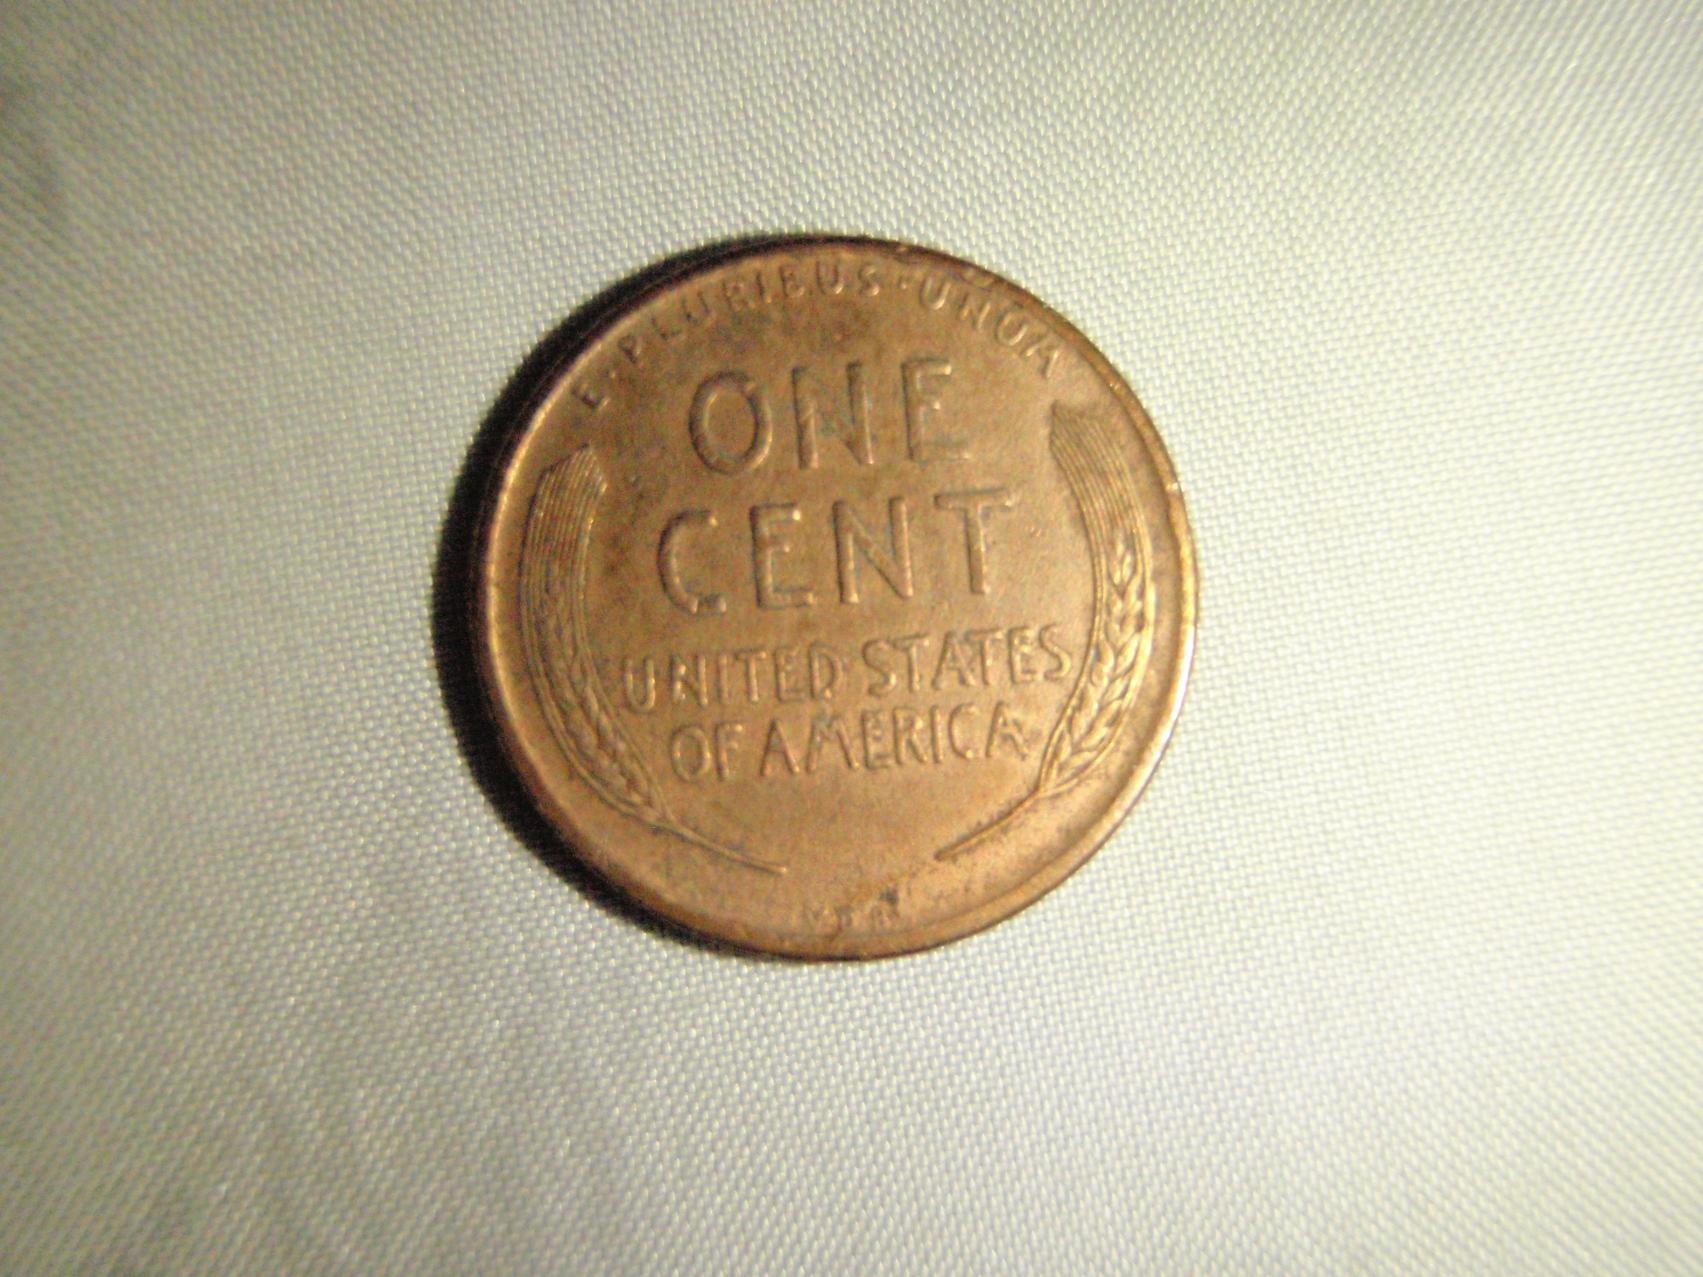 E·PLURIBUS·UNUM
ONE
CENT
UNITED·STATES
OF AMERICA
V.D.B.